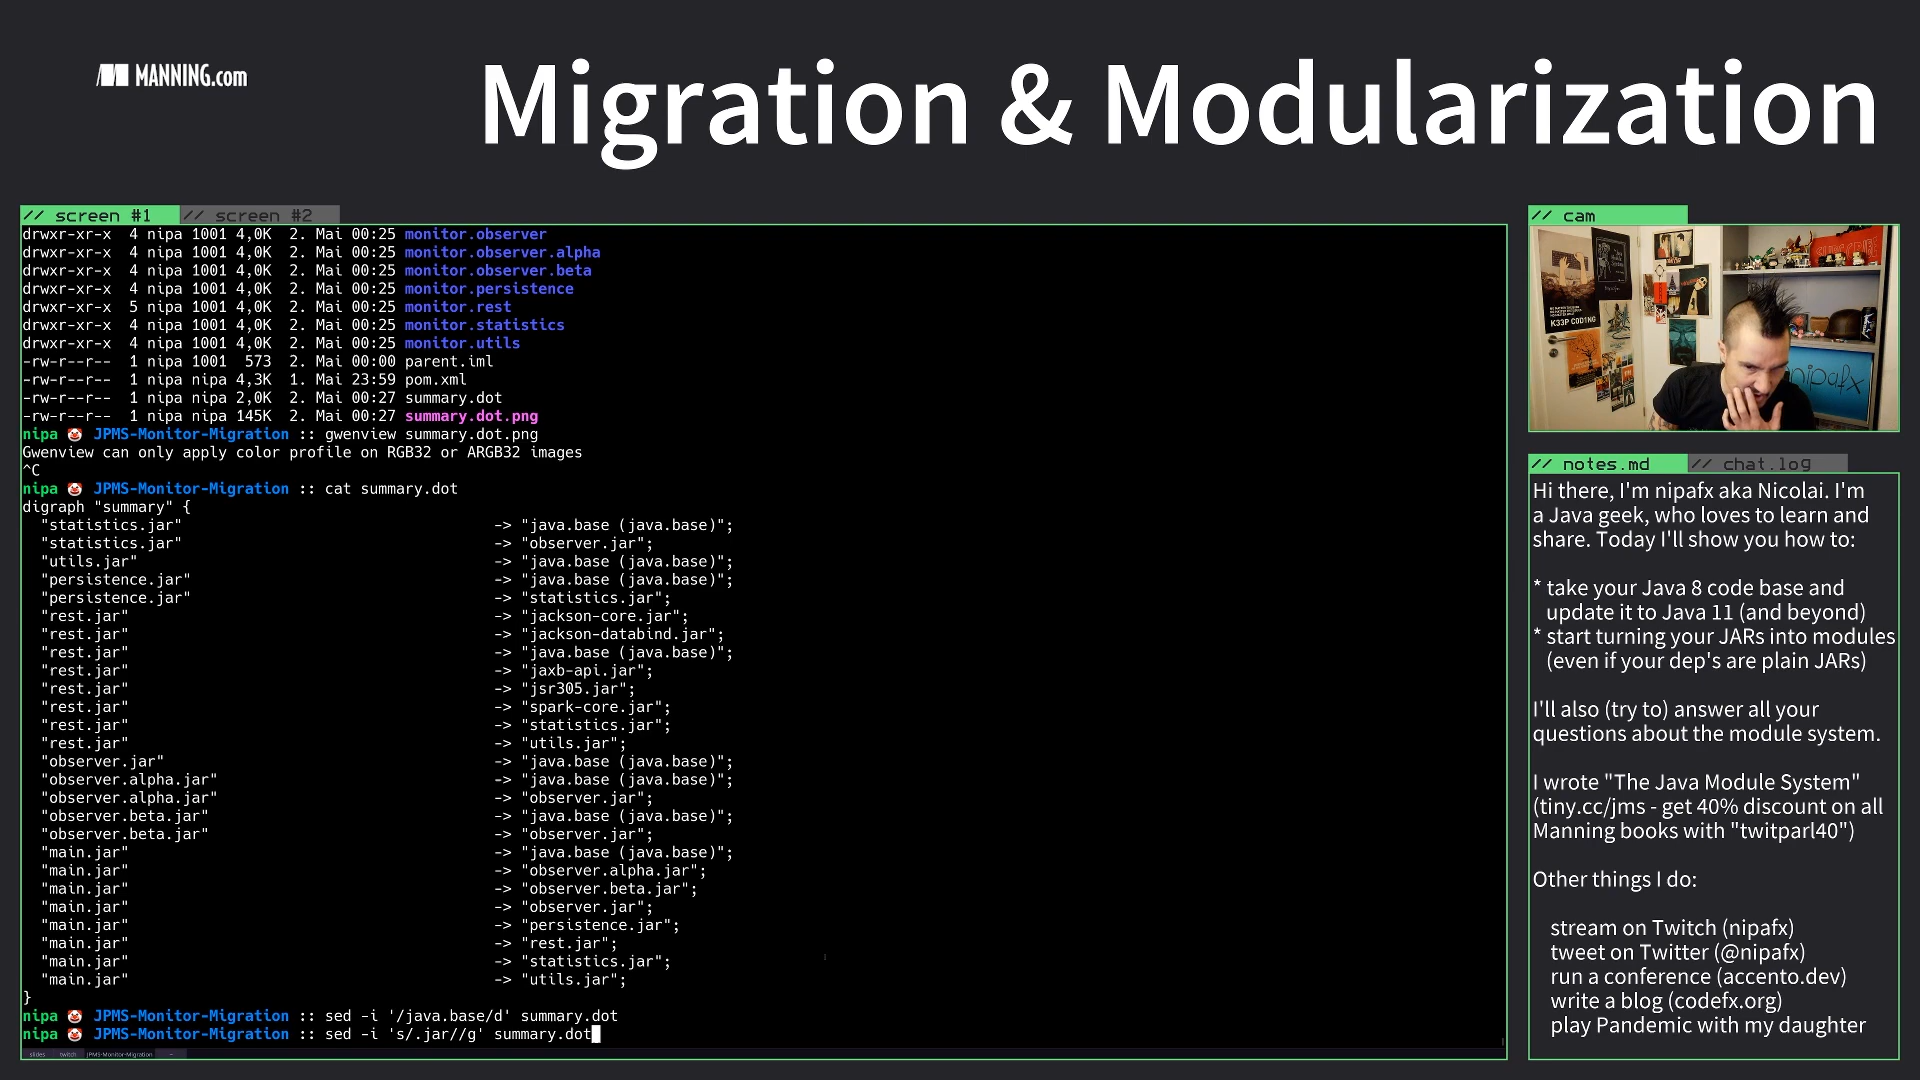 MANNING.com
Migration & Modularization
// screen #1
// screen #2
drwxr-xr-x  4 nipa 1001 4,0K  2. Mai 00:25 monitor.observer
drwxr-xr-x  4 nipa 1001 4,0K  2. Mai 00:25 monitor.observer.alpha
drwxr-xr-x  4 nipa 1001 4,0K  2. Mai 00:25 monitor.observer.beta
drwxr-xr-x  4 nipa 1001 4,0K  2. Mai 00:25 monitor.persistence
drwxr-xr-x  5 nipa 1001 4,0K  2. Mai 00:25 monitor.rest
drwxr-xr-x  4 nipa 1001 4,0K  2. Mai 00:25 monitor.statistics
drwxr-xr-x  4 nipa 1001 4,0K  2. Mai 00:25 monitor.utils
-rw-r--r--  1 nipa 1001  573  2. Mai 00:00 parent.iml
-rw-r--r--  1 nipa nipa 4,3K  1. Mai 23:59 pom.xml
-rw-r--r--  1 nipa nipa 2,0K  2. Mai 00:27 summary.dot
-rw-r--r--  1 nipa nipa 145K  2. Mai 00:27 summary.dot.png
nipa 🤡 JPMS-Monitor-Migration :: gwenview summary.dot.png
Gwenview can only apply color profile on RGB32 or ARGB32 images
^C
nipa 🤡 JPMS-Monitor-Migration :: cat summary.dot
digraph "summary" {
"statistics.jar" -> "java.base (java.base)";
"statistics.jar" -> "observer.jar";
"utils.jar" -> "java.base (java.base)";
"persistence.jar" -> "java.base (java.base)";
"persistence.jar" -> "statistics.jar";
"rest.jar" -> "jackson-core.jar";
"rest.jar" -> "jackson-databind.jar";
"rest.jar" -> "java.base (java.base)";
"rest.jar" -> "jaxb-api.jar";
"rest.jar" -> "jsr305.jar";
"rest.jar" -> "spark-core.jar";
"rest.jar" -> "statistics.jar";
"rest.jar" -> "utils.jar";
"observer.jar" -> "java.base (java.base)";
"observer.alpha.jar" -> "java.base (java.base)";
"observer.alpha.jar" -> "observer.jar";
"observer.beta.jar" -> "java.base (java.base)";
"observer.beta.jar" -> "observer.jar";
"main.jar" -> "java.base (java.base)";
"main.jar" -> "observer.alpha.jar";
"main.jar" -> "observer.beta.jar";
"main.jar" -> "observer.jar";
"main.jar" -> "persistence.jar";
"main.jar" -> "rest.jar";
"main.jar" -> "statistics.jar";
"main.jar" -> "utils.jar";
}
nipa 🤡 JPMS-Monitor-Migration :: sed -i '/java.base/d' summary.dot
nipa 🤡 JPMS-Monitor-Migration :: sed -i 's/.jar//g' summary.dot
slides twitch JPMS-Monitor-Migration ~
// cam
K33P C0D1NG
SUBSCRIBE
nipafx
// notes.md
// chat.log
Hi there, I'm nipafx aka Nicolai. I'm
a Java geek, who loves to learn and
share. Today I'll show you how to:
* take your Java 8 code base and
update it to Java 11 (and beyond)
* start turning your JARs into modules
(even if your dep's are plain JARs)
I'll also (try to) answer all your
questions about the module system.
I wrote "The Java Module System"
(tiny.cc/jms - get 40% discount on all
Manning books with "twitparl40")
Other things I do:
stream on Twitch (nipafx)
tweet on Twitter (@nipafx)
run a conference (accento.dev)
write a blog (codefx.org)
play Pandemic with my daughter